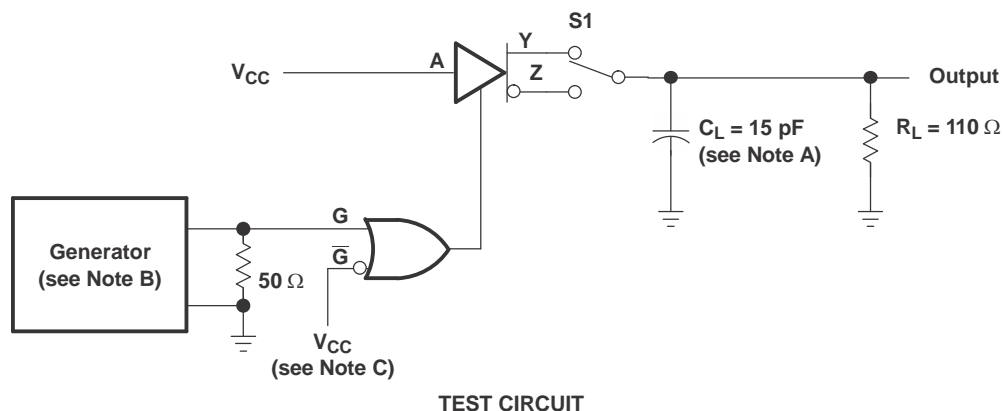 S1
Y
A
Z
VCC
Output
CL = 15 pF
(see Note A)
RL = 110 Ω
G
Generator
(see Note B)
G̅
50 Ω
VCC
(see Note C)
TEST CIRCUIT